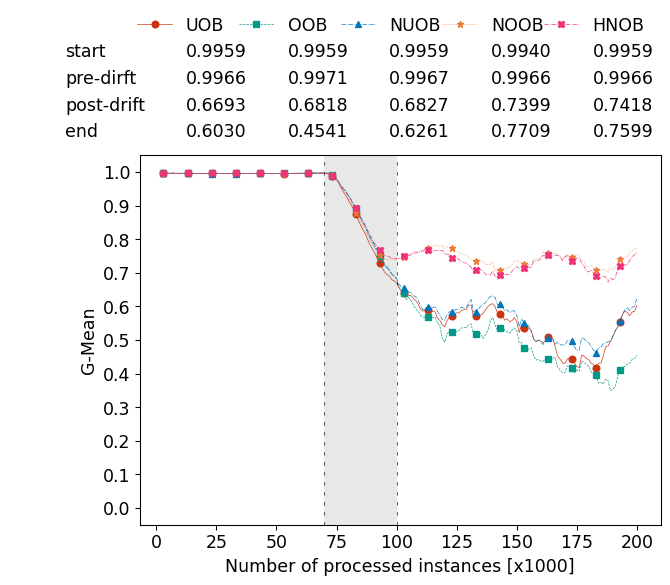 UOB OOB NUOB NOOB HNOB
start 0.9959 0.9959 0.9959 0.9940 0.9959
pre-dirft 0.9966 0.9971 0.9967 0.9966 0.9966
post-drift 0.6693 0.6818 0.6827 0.7399 0.7418
end 0.6030 0.4541 0.6261 0.7709 0.7599
1.0
0.9
0.8
0.7
0.6
0.5
0.4
0.3
0.2
0.1
0.0
G-Mean
0 25 50 75 100 125 150 175 200
Number of processed instances [x1000]